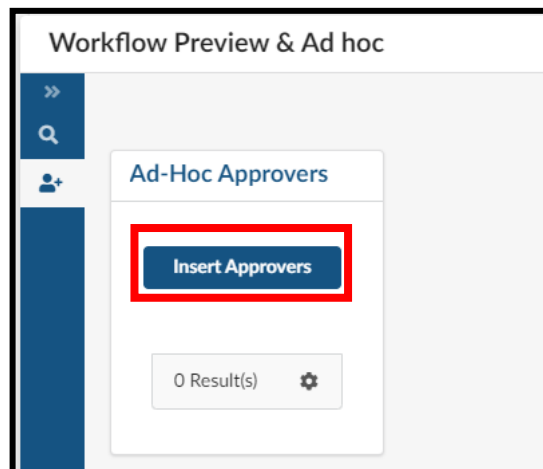 Workflow Preview & Ad hoc
Ad-Hoc Approvers
Insert Approvers
0 Result(s)